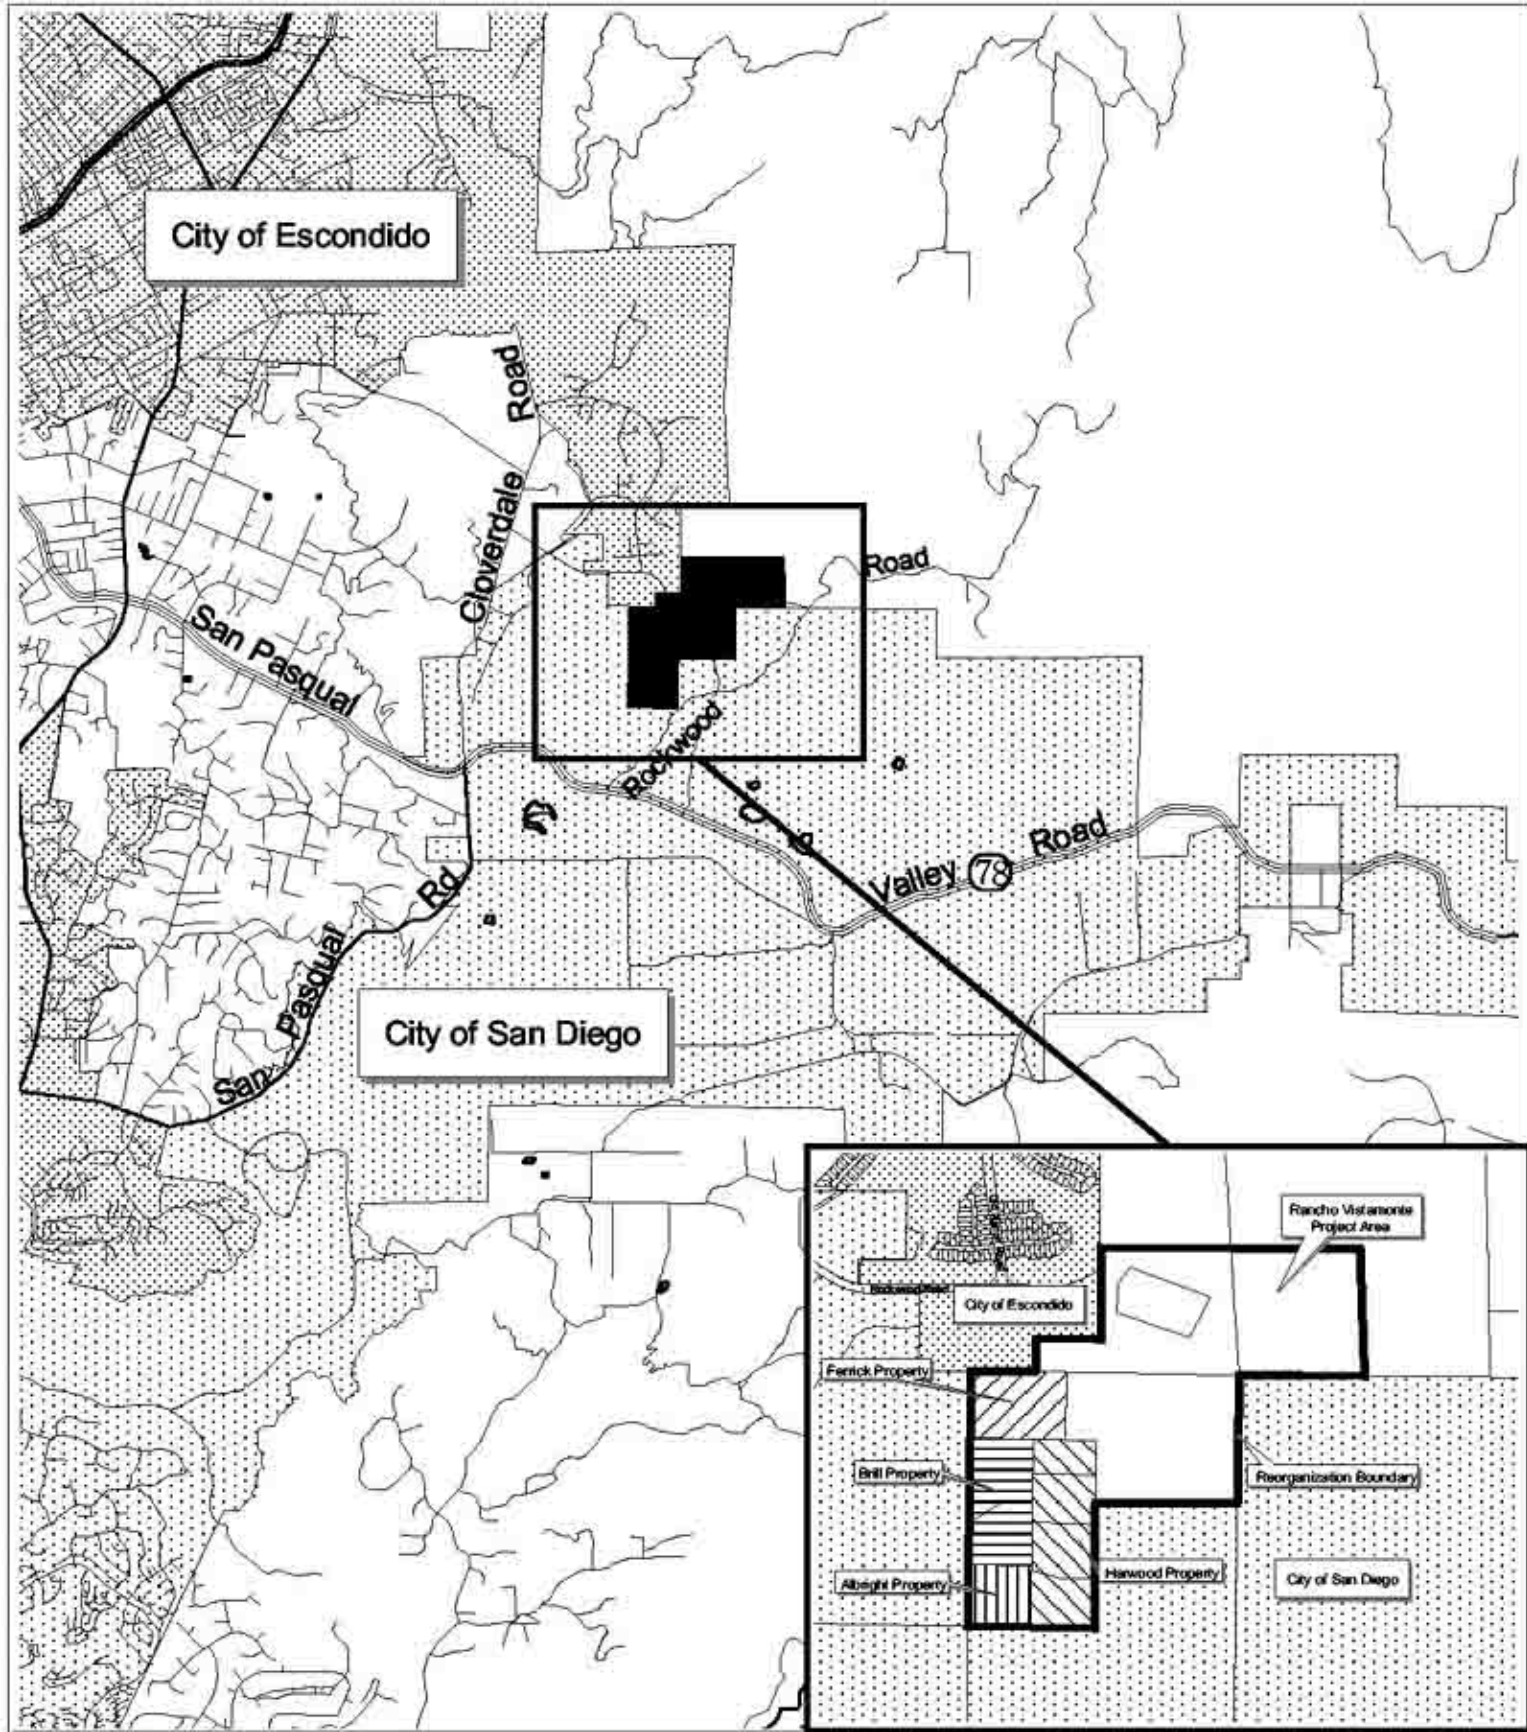 City of Escondido
Cloverdale Road
Road
San Pasqual
Rockwood
Valley 78 Road
San Pasqual Rd
City of San Diego
Rancho Vistamonte
Project Area
City of Escondido
Ferrick Property
Brill Property
Reorganization Boundary
Albright Property
Harwood Property
City of San Diego